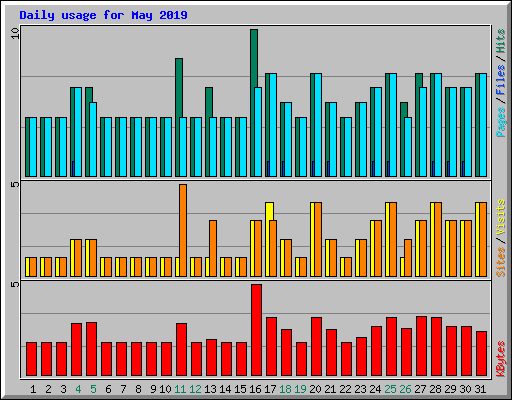 Daily usage for May 2019
10
5
5
Pages / Files / Hits
Sites / Visits
KBytes
1 2 3 4 5 6 7 8 9 10 11 12 13 14 15 16 17 18 19 20 21 22 23 24 25 26 27 28 29 30 31